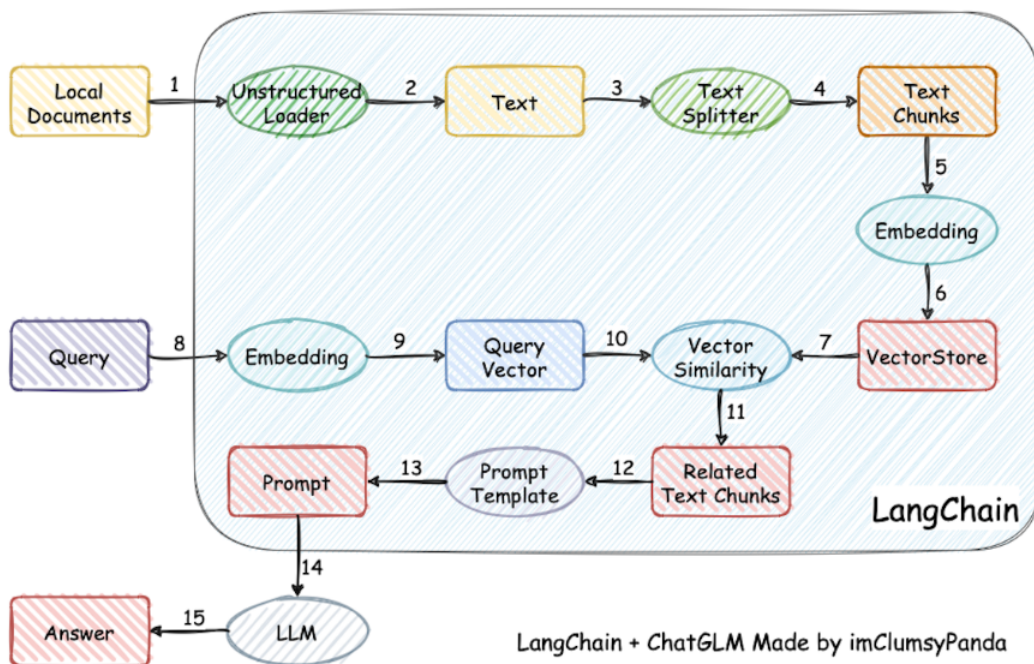 Local
Documents
1
Unstructured
Loader
2
Text
3
Text
Splitter
4
Text
Chunks
5
Embedding
6
Query
8
Embedding
9
Query
Vector
10
Vector
Similarity
7
VectorStore
11
Prompt
13
Prompt
Template
12
Related
Text Chunks
LangChain
14
Answer
15
LLM
LangChain + ChatGLM Made by imClumsyPanda